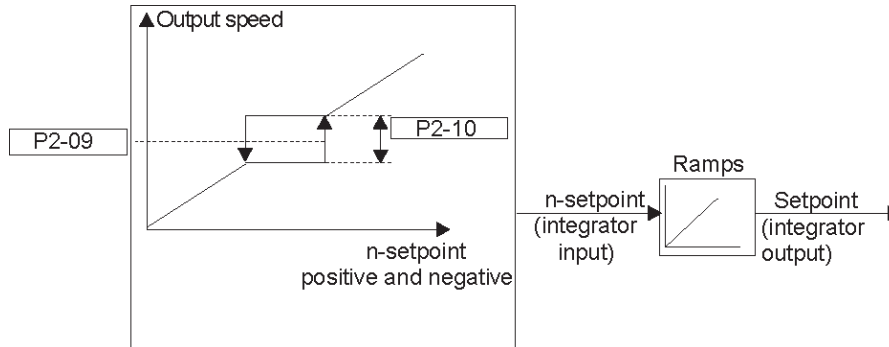 Output speed
P2-09
P2-10
n-setpoint
positive and negative
n-setpoint
(integrator
input)
Ramps
Setpoint
(integrator
output)